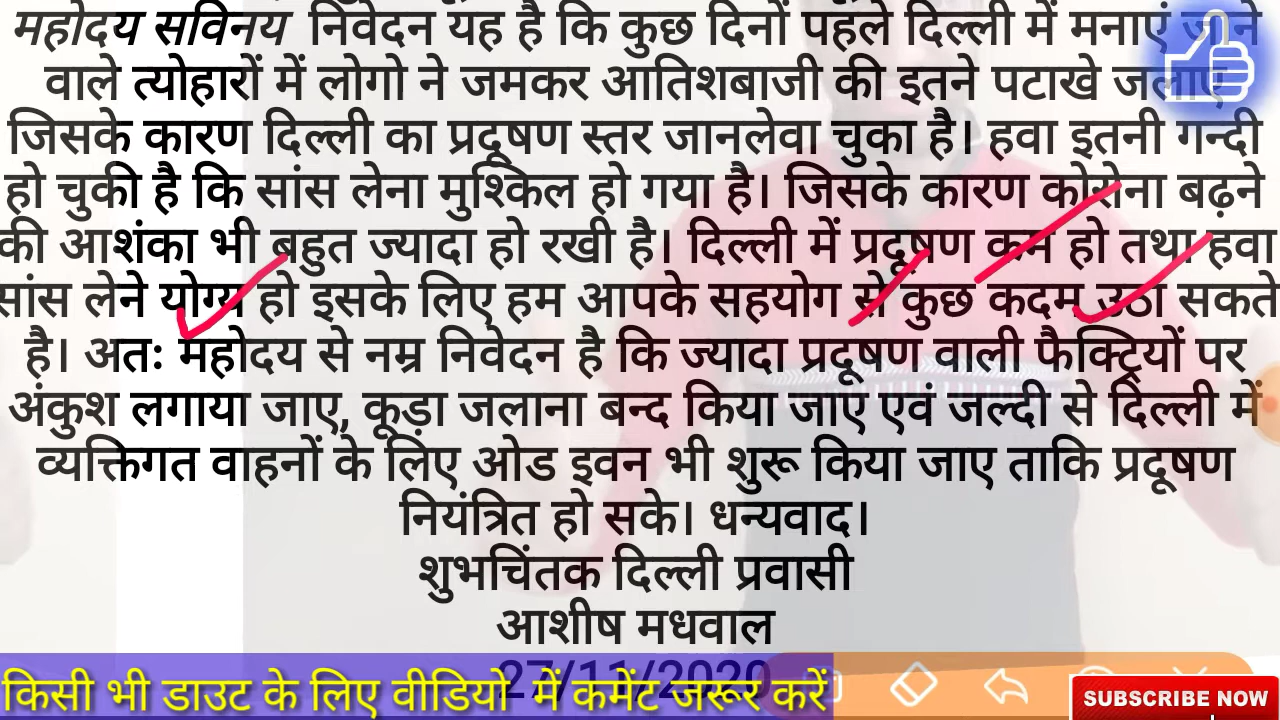 महोदय सविनय निवेदन यह है कि कुछ दिनों पहले दिल्ली में मनाएं जाने
वाले त्योहारों में लोगो ने जमकर आतिशबाजी की इतने पटाखे जलाए
जिसके कारण दिल्ली का प्रदूषण स्तर जानलेवा चुका है। हवा इतनी गन्दी
हो चुकी है कि सांस लेना मुश्किल हो गया है। जिसके कारण कोरोना बढ़ने
की आशंका भी बहुत ज्यादा हो रखी है। दिल्ली में प्रदूषण कम हो तथा हवा
सांस लेने योग्य हो इसके लिए हम आपके सहयोग से कुछ कदम उठा सकते
है। अतः महोदय से नम्र निवेदन है कि ज्यादा प्रदूषण वाली फैक्ट्रियों पर
अंकुश लगाया जाए, कूड़ा जलाना बन्द किया जाए एवं जल्दी से दिल्ली में
व्यक्तिगत वाहनों के लिए ओड इवन भी शुरू किया जाए ताकि प्रदूषण
नियंत्रित हो सके। धन्यवाद।
शुभचिंतक दिल्ली प्रवासी
आशीष मधवाल
27/11/2020
किसी भी डाउट के लिए वीडियो में कमेंट जरूर करें
SUBSCRIBE NOW